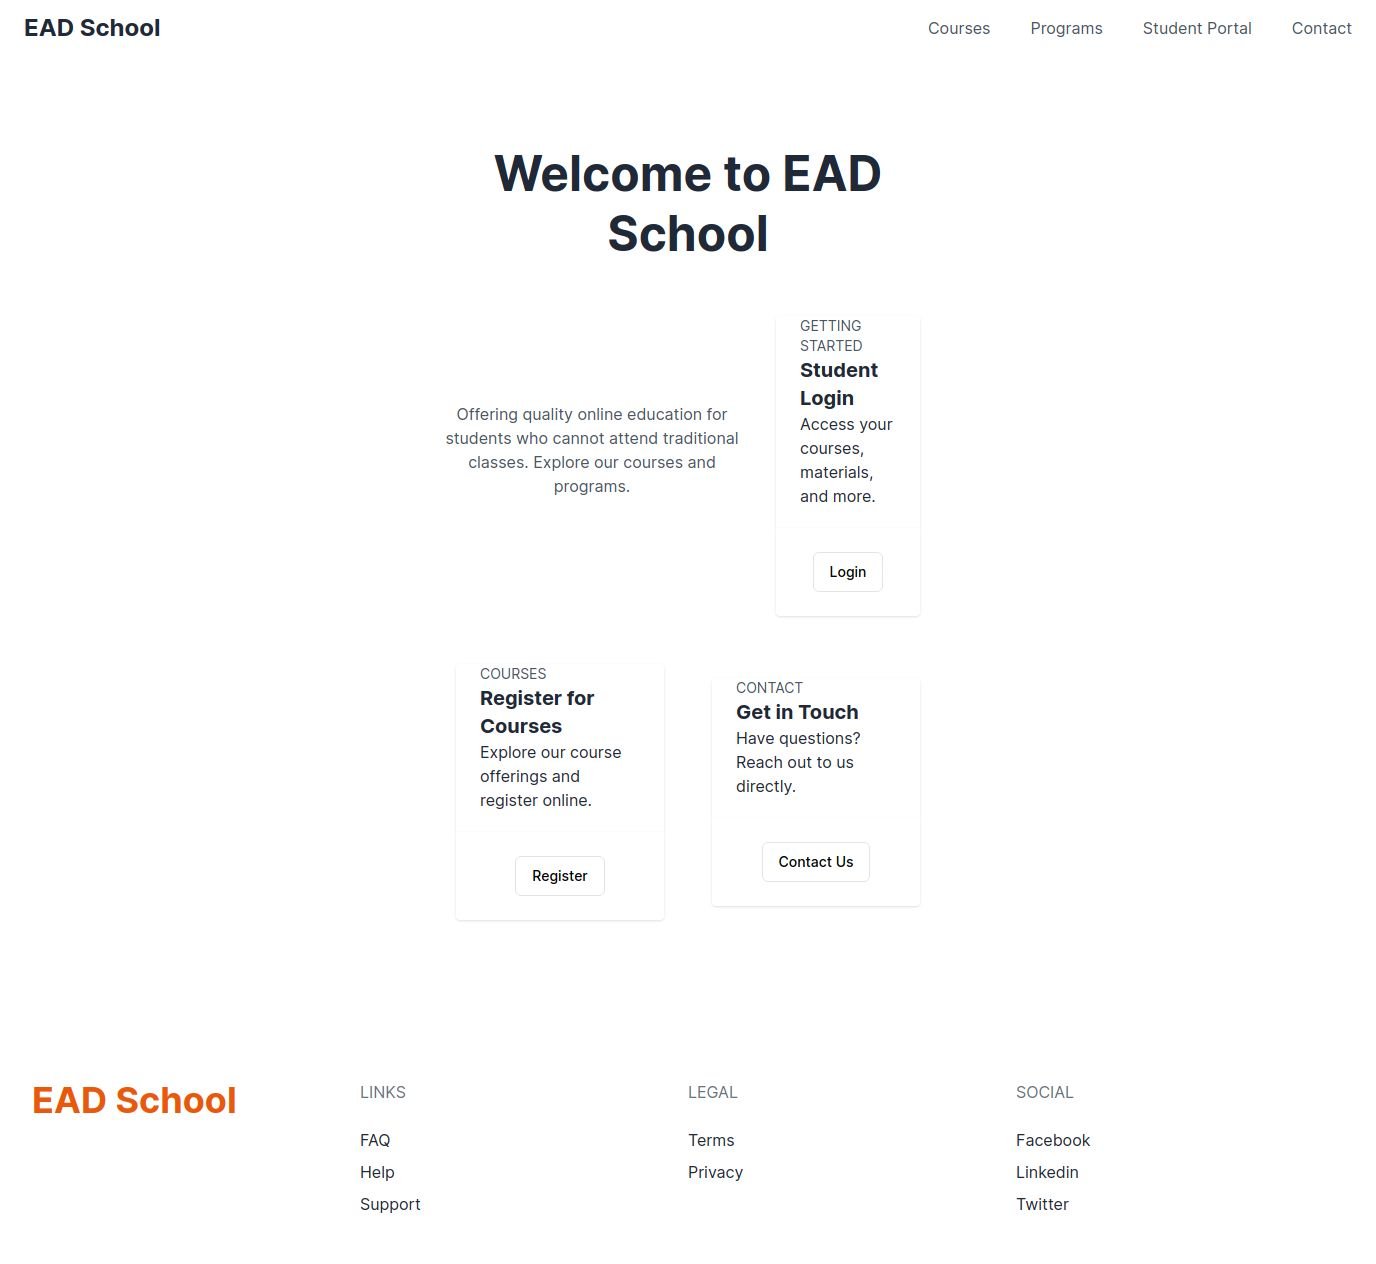 EAD School
Courses
Programs
Student Portal
Contact
Welcome to EAD
School
Offering quality online education for
students who cannot attend traditional
classes. Explore our courses and
programs.
GETTING
STARTED
Student
Login
Access your
courses,
materials,
and more.
Login
COURSES
Register for
Courses
Explore our course
offerings and
register online.
Register
CONTACT
Get in Touch
Have questions?
Reach out to us
directly.
Contact Us
EAD School
LINKS
FAQ
Help
Support
LEGAL
Terms
Privacy
SOCIAL
Facebook
Linkedin
Twitter